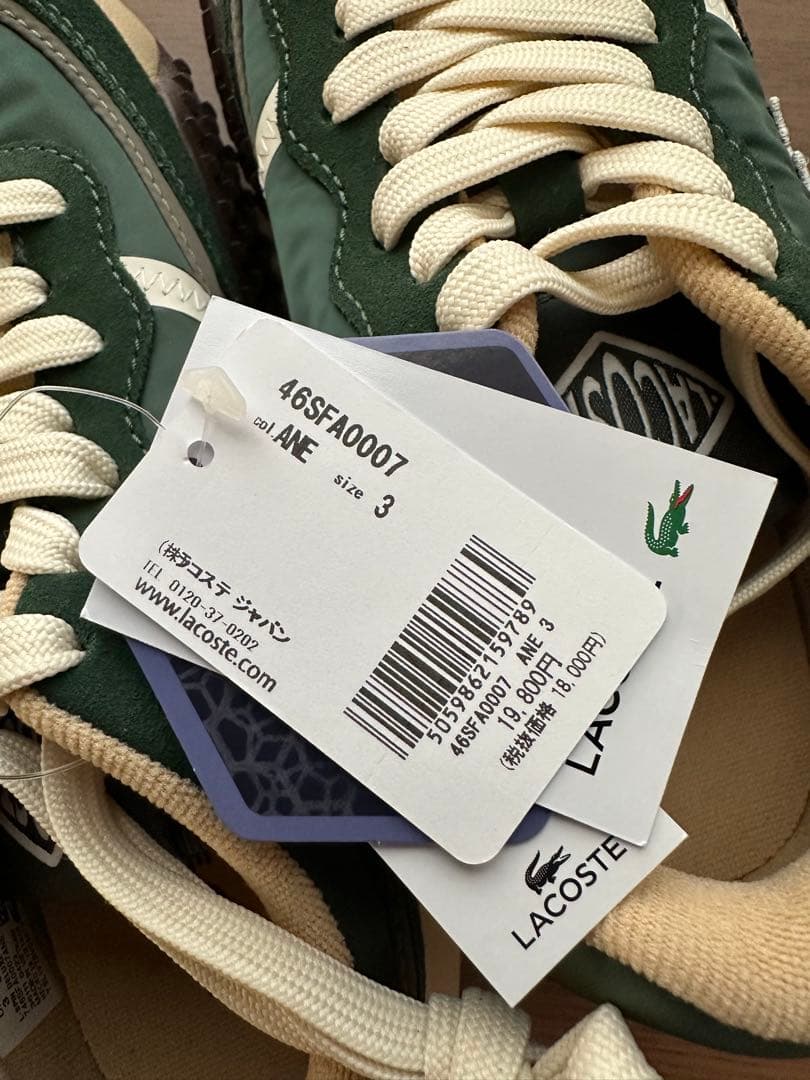 46SFA0007
col. ANE
size 3
(株)ラコステ ジャパン
TEL 0120-37-0202
www.lacoste.com
5059862159789
46SFA0007 ANE 3
19,800円
(税抜価格 18,000円)
LACOSTE